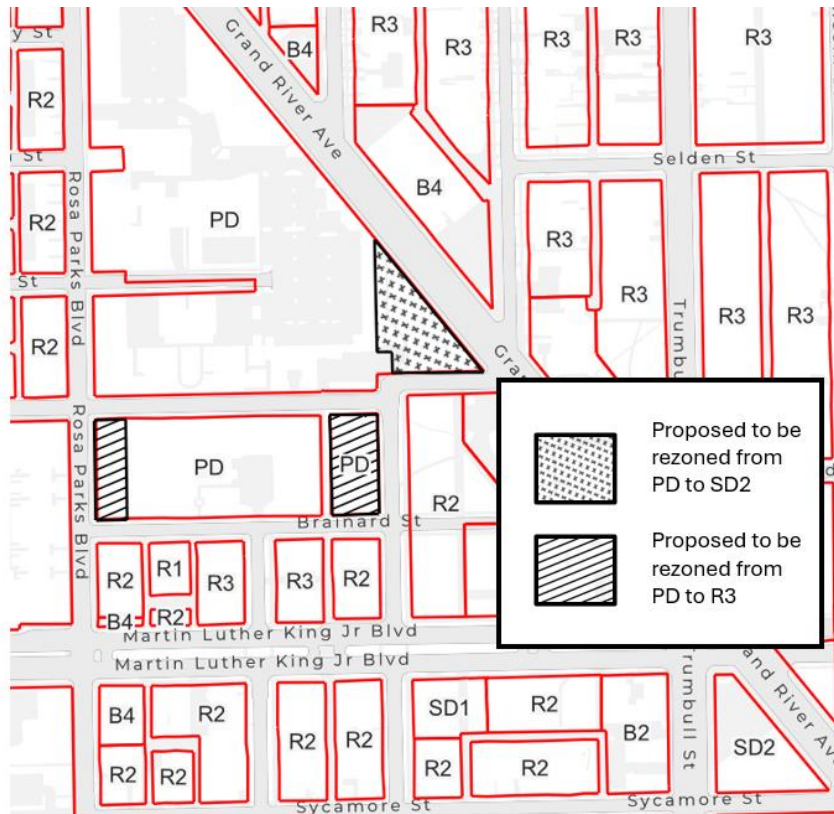 y St
R2
B4
R3
R3
R3
R3
R3
Grand River Ave
St
Selden St
Rosa Parks Blvd
R2
PD
B4
R3
R3
R3
R3
St
R2
Trumbu
Gra
Rosa Parks Blvd
PD
PD
R2
Brainard St
d
Proposed to be
rezoned from
PD to SD2
Proposed to be
rezoned from
PD to R3
R2
R1
R3
R3
R2
B4
R2
Martin Luther King Jr Blvd
Martin Luther King Jr Blvd
Trumbull St
and River Ave
B4
R2
R2
R2
SD1
R2
B2
SD2
R2
R2
R2
R2
Sycamore St
Sycamore St